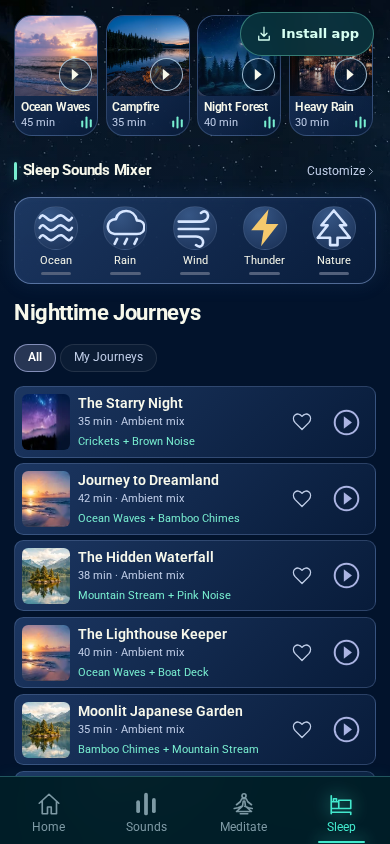 Install app
Ocean Waves
45 min
Campfire
35 min
Night Forest
40 min
Heavy Rain
30 min
Sleep Sounds Mixer
Customize
Ocean
Rain
Wind
Thunder
Nature
Nighttime Journeys
All
My Journeys
The Starry Night
35 min · Ambient mix
Crickets + Brown Noise
Journey to Dreamland
42 min · Ambient mix
Ocean Waves + Bamboo Chimes
The Hidden Waterfall
38 min · Ambient mix
Mountain Stream + Pink Noise
The Lighthouse Keeper
40 min · Ambient mix
Ocean Waves + Boat Deck
Moonlit Japanese Garden
35 min · Ambient mix
Bamboo Chimes + Mountain Stream
Home
Sounds
Meditate
Sleep